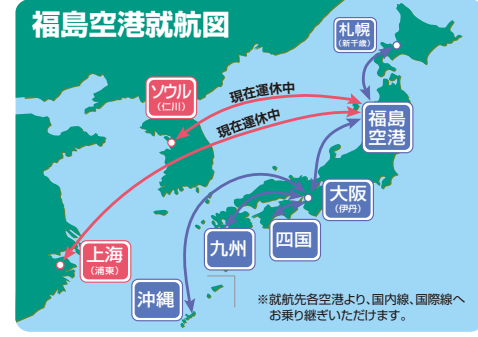 福島空港就航図
札幌
(新千歳)
ソウル
(仁川)
現在運休中
現在運休中
福島
空港
大阪
(伊丹)
上海
(浦東)
九州
四国
沖縄
※就航先各空港より、国内線、国際線へ
お乗り継ぎいただけます。